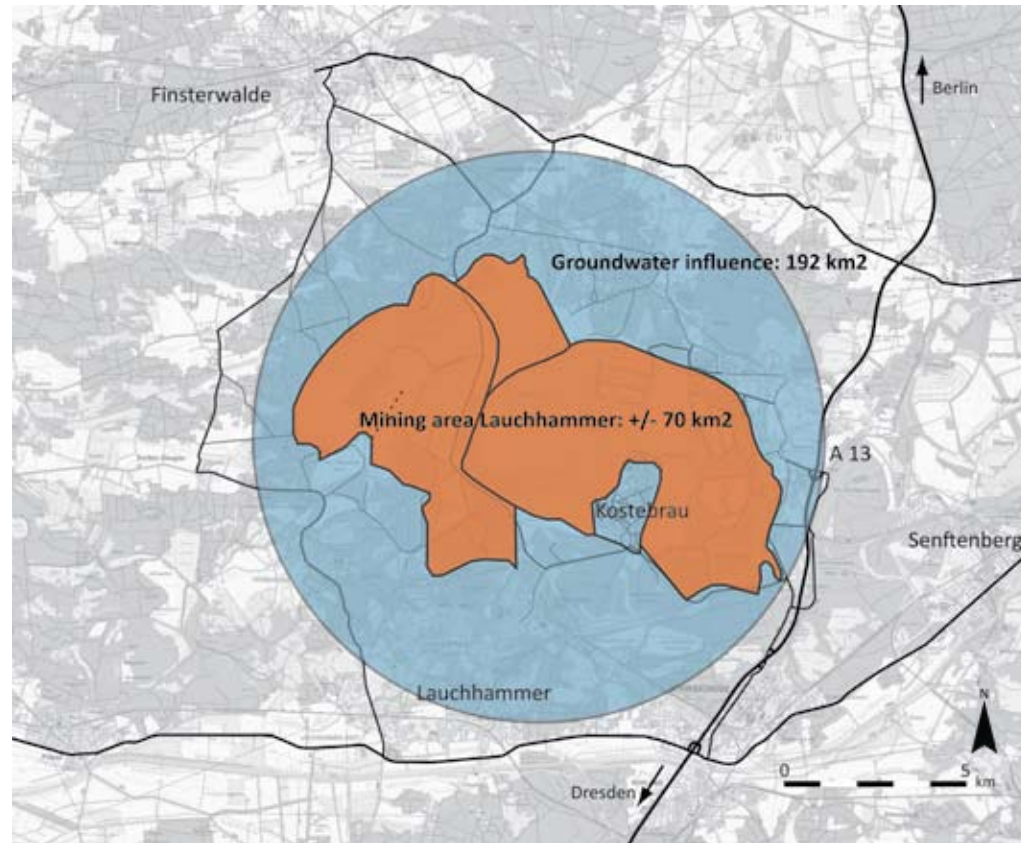 Finsterwalde
Berlin
Groundwater influence: 192 km2
Mining area Lauchhammer: +/- 70 km2
A 13
Kostebrau
Senftenberg
Lauchhammer
N
0 5 km
Dresden